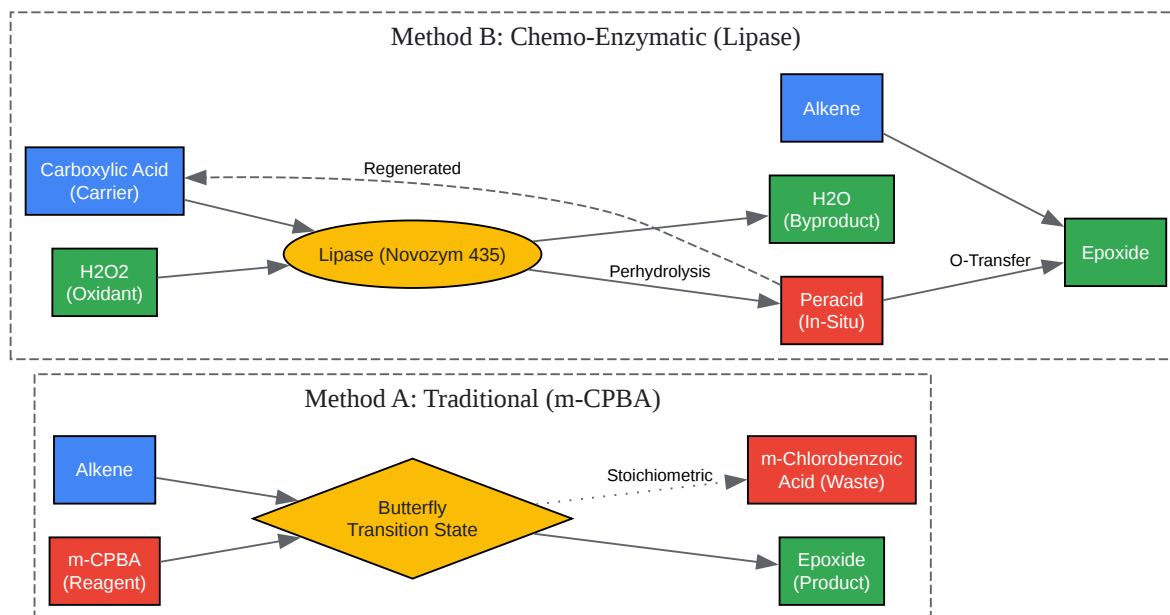 Method B: Chemo-Enzymatic (Lipase)
Alkene
Regenerated
Carboxylic Acid
(Carrier)
H2O
(Byproduct)
Lipase (Novozym 435)
Epoxide
O-Transfer
H2O2
(Oxidant)
Perhydrolysis
Peracid
(In-Situ)
Method A: Traditional (m-CPBA)
Alkene
Stoichiometric
m-Chlorobenzoic
Acid (Waste)
Butterfly
Transition State
m-CPBA
(Reagent)
Epoxide
(Product)